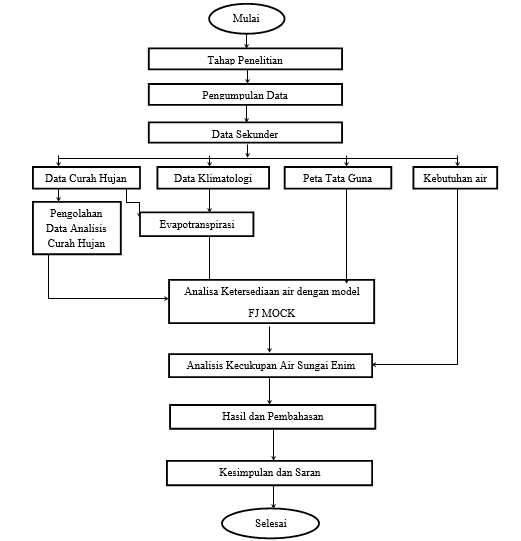 Mulai
Tahap Penelitian
Pengumpulan Data
Data Sekunder
Data Curah Hujan
Data Klimatologi
Peta Tata Guna
Kebutuhan air
Pengolahan
Data Analisis
Curah Hujan
Evapotranspirasi
Analisa Ketersediaan air dengan model
FJ MOCK
Analisis Kecukupan Air Sungai Enim
Hasil dan Pembahasan
Kesimpulan dan Saran
Selesai